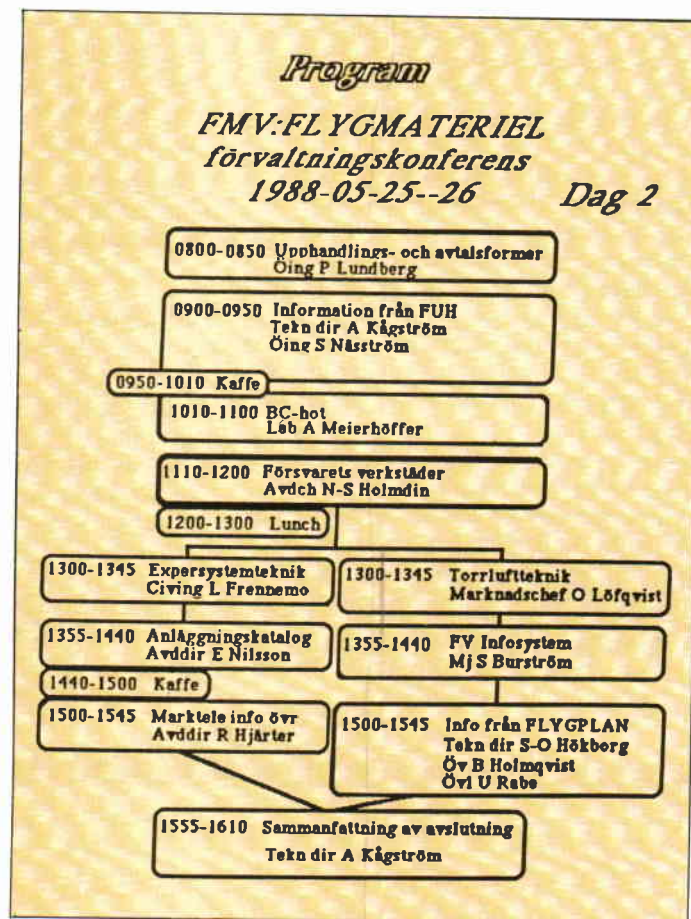 Program
FMV:FLYGMATERIEL
förvaltningskonferens
1988-05-25--26 Dag 2
0800-0850 Upphandlings- och avtalsformer
Öing P Lundberg
0900-0950 Information från FUH
Tekn dir A Kågström
Öing S Näsström
0950-1010 Kaffe
1010-1100 BC-hot
Lab A Meierhöffer
1110-1200 Försvarets verkstäder
Avdch N-S Holmdin
1200-1300 Lunch
1300-1345 Expersystemteknik
Civing L Frennemo
1355-1440 Anläggningskatalog
Avddir E Nilsson
1440-1500 Kaffe
1500-1545 Marktele info övr
Avddir R Hjärter
1300-1345 Torrluftteknik
Marknadschef O Löfqvist
1355-1440 FV Infosystem
Mj S Burström
1500-1545 Info från FLYGPLAN
Tekn dir S-O Hökborg
Öv B Holmqvist
Övl U Rabe
1555-1610 Sammanfattning av avslutning
Tekn dir A Kågström